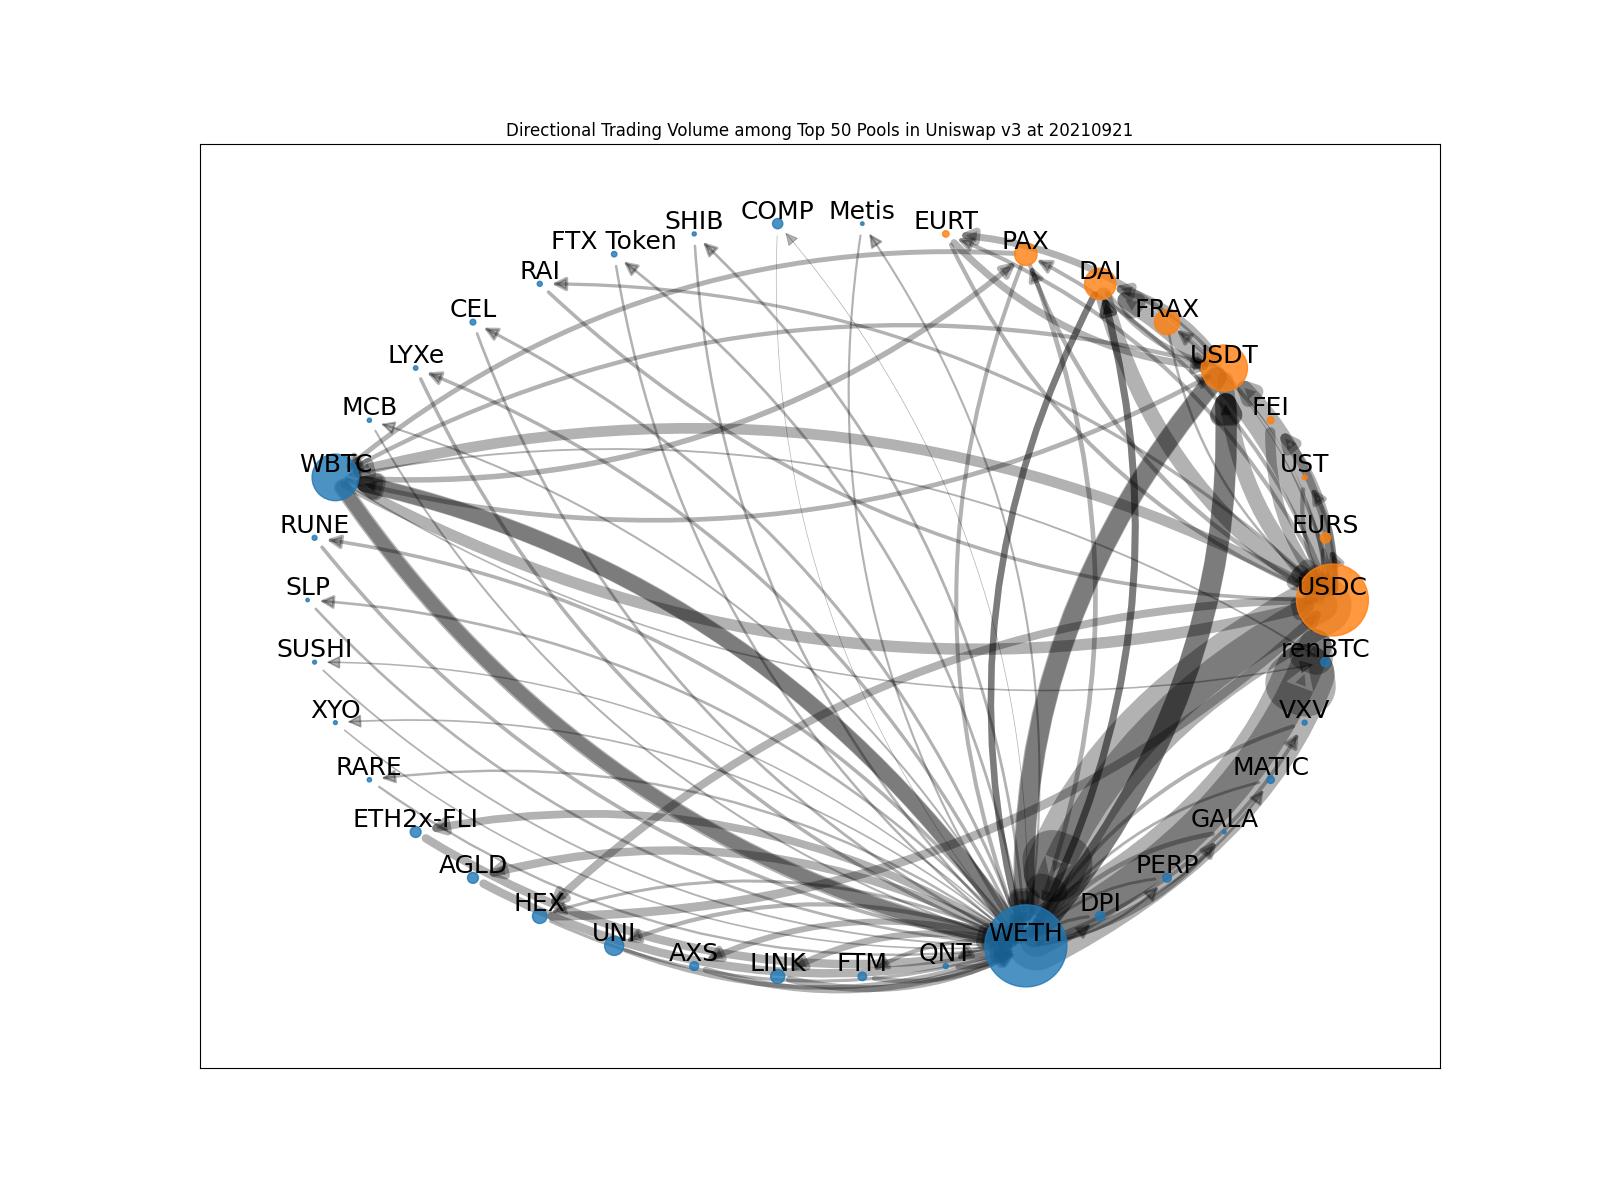 Directional Trading Volume among Top 50 Pools in Uniswap v3 at 20210921
COMP
Metis
SHIB
EURT
FTX Token
PAX
RAI
DAI
CEL
FRAX
LYXe
USDT
MCB
FEI
WBTC
UST
RUNE
EURS
SLP
USDC
SUSHI
renBTC
XYO
VXV
RARE
MATIC
ETH2x-FLI
GALA
AGLD
PERP
HEX
DPI
UNI
WETH
AXS
QNT
LINK
FTM